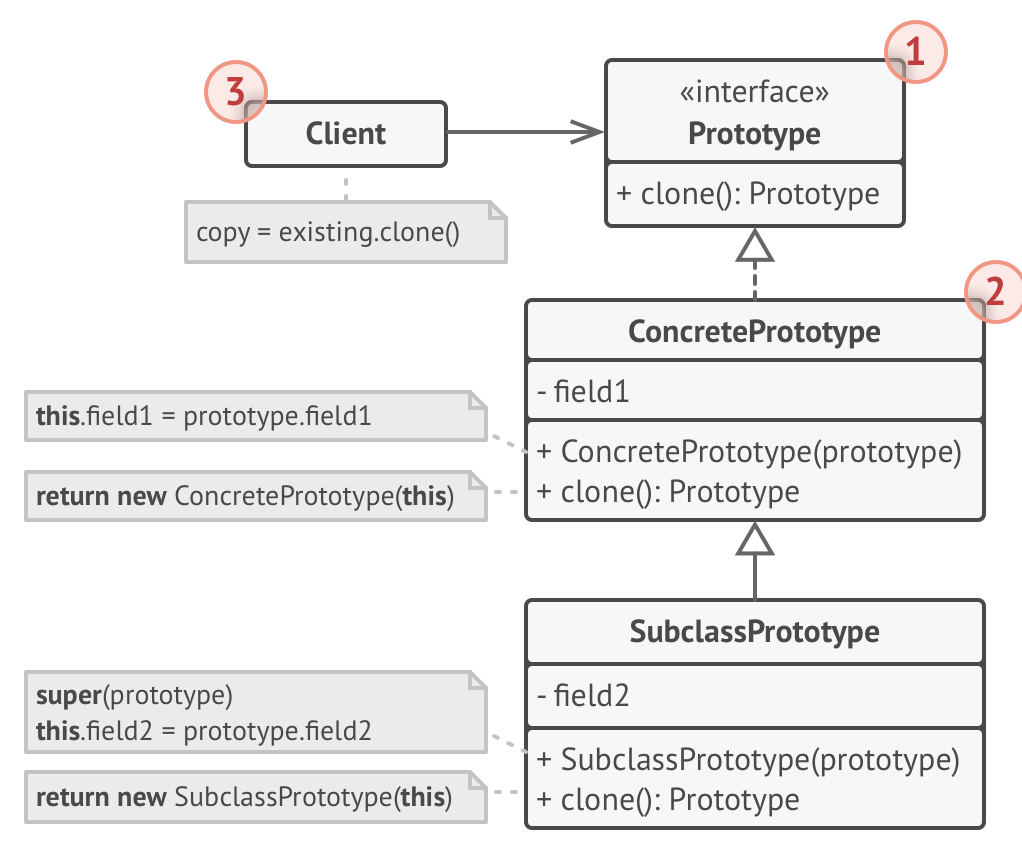 3
Client
copy = existing.clone()
1
«interface»
Prototype
+ clone(): Prototype
2
ConcretePrototype
- field1
+ ConcretePrototype(prototype)
+ clone(): Prototype
this.field1 = prototype.field1
return new ConcretePrototype(this)
SubclassPrototype
- field2
+ SubclassPrototype(prototype)
+ clone(): Prototype
super(prototype)
this.field2 = prototype.field2
return new SubclassPrototype(this)